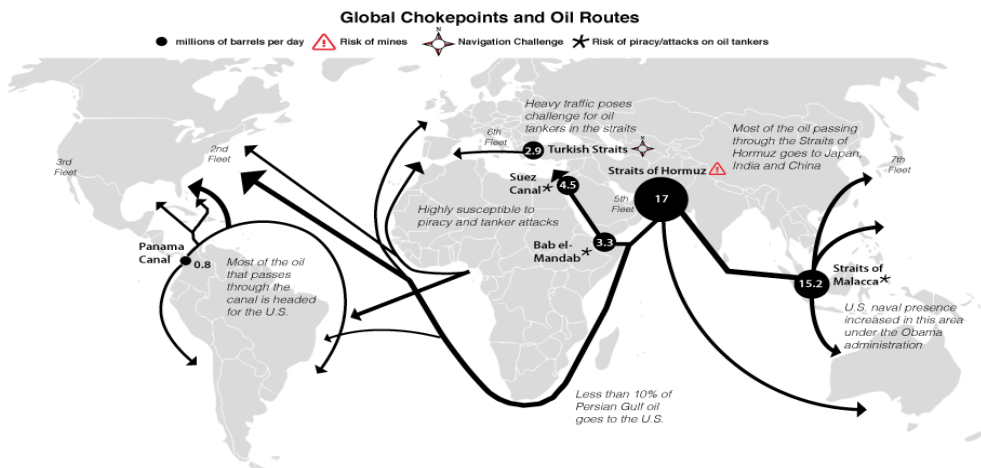 Global Chokepoints and Oil Routes
millions of barrels per day
Risk of mines
N
Navigation Challenge
Risk of piracy/attacks on oil tankers
Heavy traffic poses
challenge for oil
tankers in the straits
6th
Fleet
2.9
Turkish Straits
Most of the oil passing
through the Straits of
Hormuz goes to Japan,
India and China
3rd
Fleet
2nd
Fleet
7th
Fleet
Suez
Canal
4.5
Straits of Hormuz
5th
Fleet
17
Highly susceptible to
piracy and tanker attacks
Bab el-
Mandab
3.3
Panama
Canal
0.8
Most of the oil
that passes
through the
canal is headed
for the U.S.
15.2
Straits of
Malacca
U.S. naval presence
increased in this area
under the Obama
administration
Less than 10% of
Persian Gulf oil
goes to the U.S.